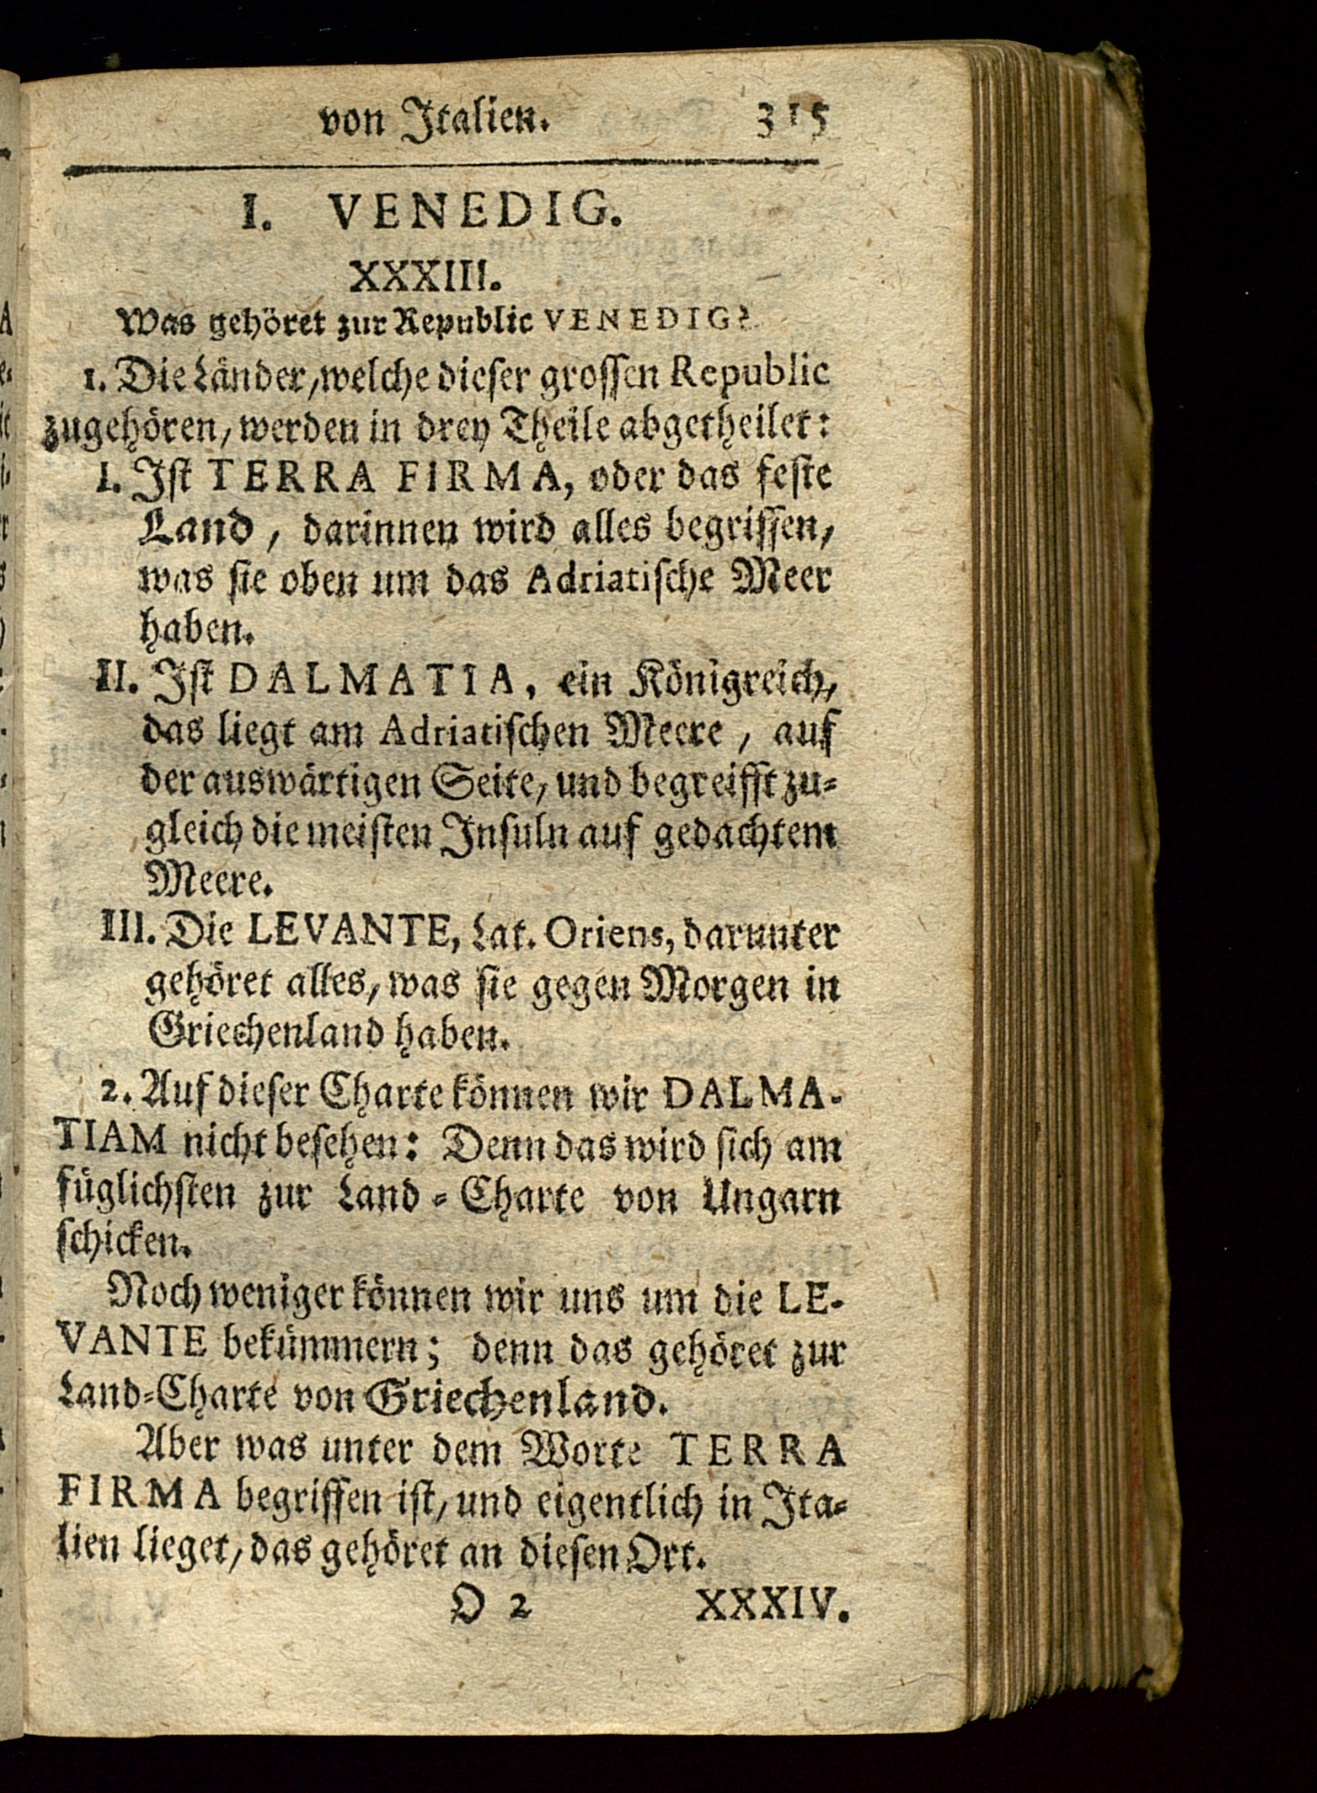 von Italien. 315
I. VENEDIG.
XXXIII.
Was gehöret zur Republic VENEDIG?
1. Die Länder, welche dieser grossen Republic
zugehören, werden in drey Theile abgetheilet:
I. Ist TERRA FIRMA, oder das feste
Land, darinnen wird alles begriffen,
was sie oben um das Adriatische Meer
haben.
II. Ist DALMATIA, ein Königreich,
das liegt am Adriatischen Meere, auf
der auswärtigen Seite, und begreifft zu-
gleich die meisten Insuln auf gedachtem
Meere.
III. Die LEVANTE, Lat. Oriens, darunter
gehöret alles, was sie gegen Morgen in
Griechenland haben.
2. Auf dieser Charte können wir DALMA-
TIAM nicht besehen: Denn das wird sich am
füglichsten zur Land-Charte von Ungarn
schicken.
Noch weniger können wir uns um die LE-
VANTE bekümmern; denn das gehöret zur
Land-Charte von Griechenland.
Aber was unter dem Worte TERRA
FIRMA begriffen ist, und eigentlich in Ita-
lien lieget, das gehöret an diesen Ort.
O 2 XXXIV.